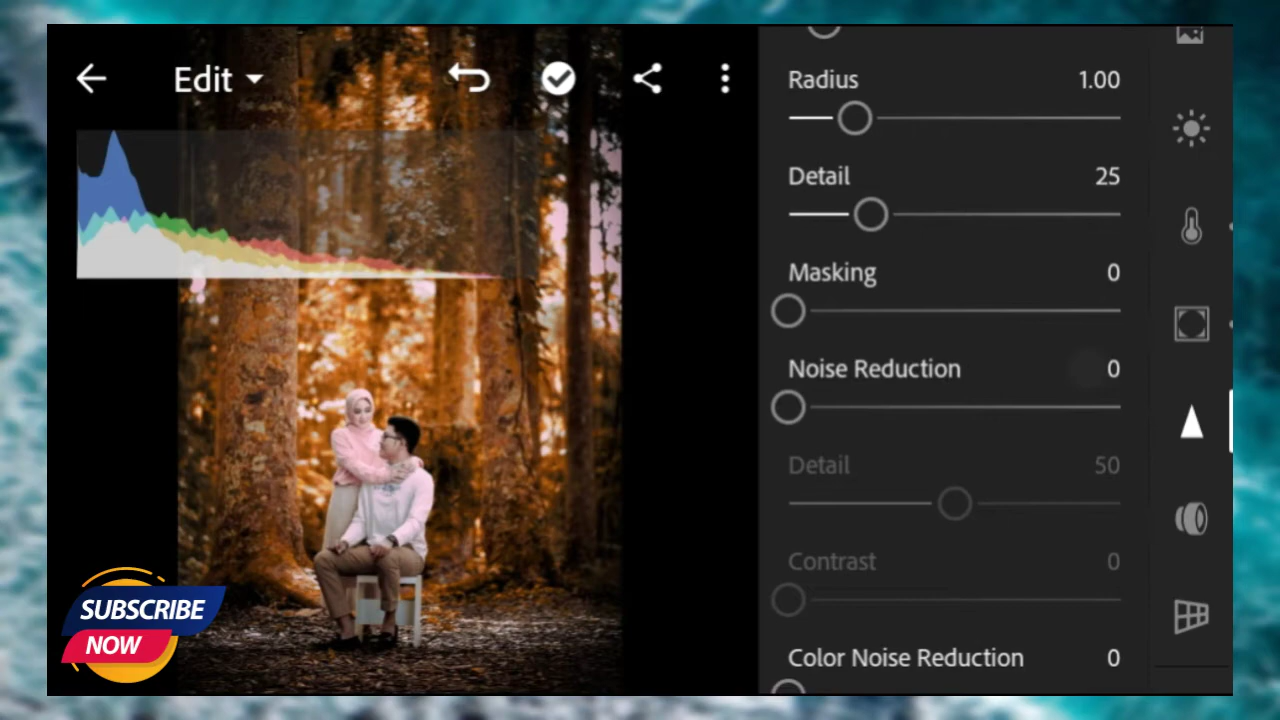 Edit
Radius 1.00
Detail 25
Masking 0
Noise Reduction 0
Detail 50
Contrast 0
Color Noise Reduction 0
SUBSCRIBE
NOW